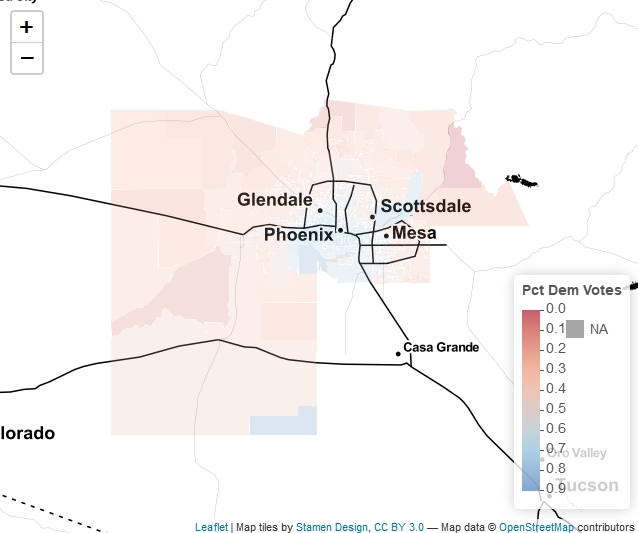 +
−
Glendale
Scottsdale
Phoenix
Mesa
Casa Grande
lorado
Pct Dem Votes
0.0
0.1
NA
0.2
0.3
0.4
0.5
0.6
0.7
0.8
0.9
Oro Valley
Tucson
Leaflet | Map tiles by Stamen Design, CC BY 3.0 — Map data © OpenStreetMap contributors